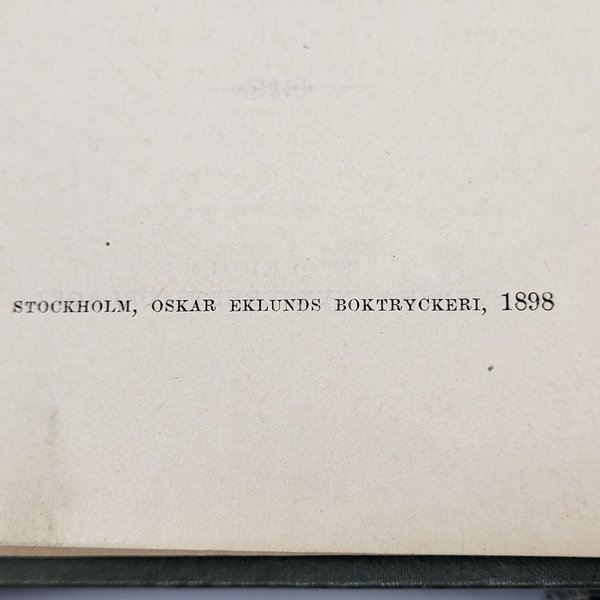 STOCKHOLM, OSKAR EKLUNDS BOKTRYCKERI, 1898